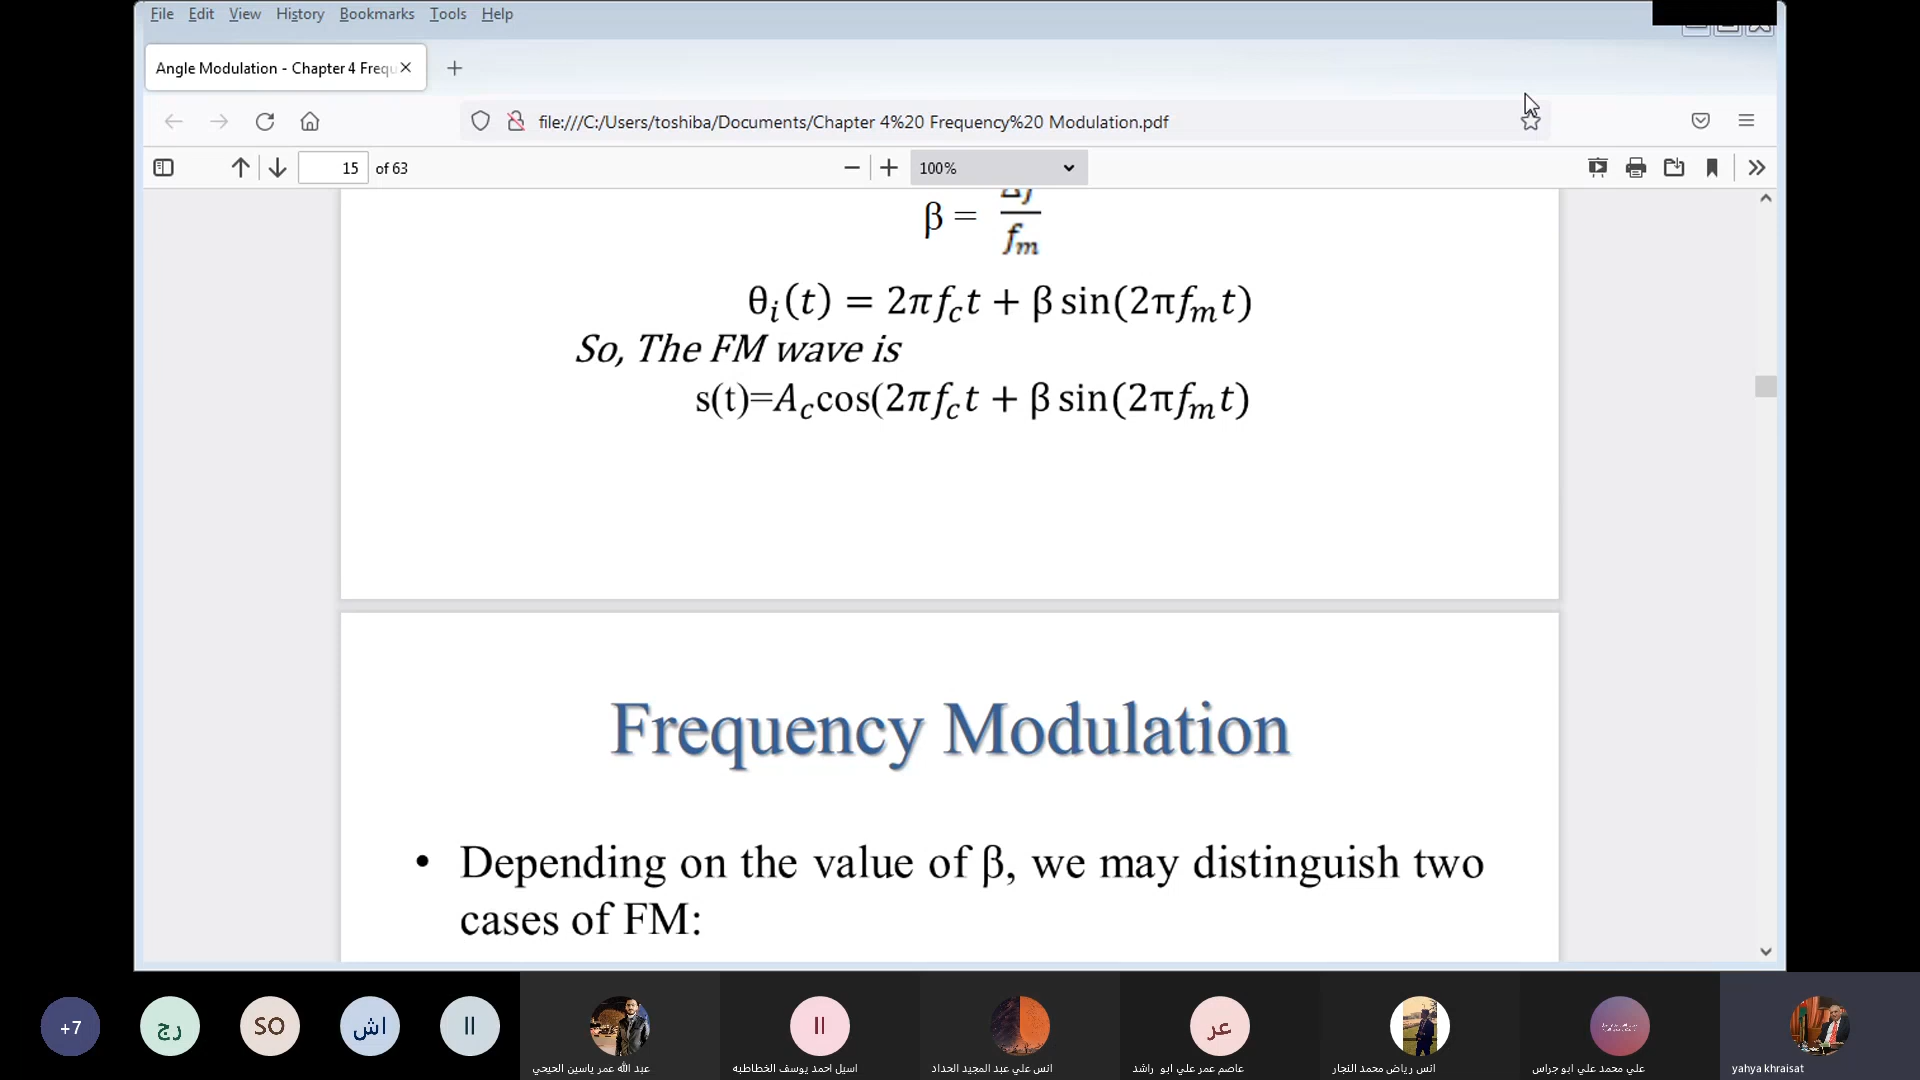 File Edit View History Bookmarks Tools Help
Angle Modulation - Chapter 4 Frequ
file:///C:/Users/toshiba/Documents/Chapter 4%20 Frequency%20 Modulation.pdf
15 of 63
100%
β = Δf / fm
θi(t) = 2πfct + β sin(2πfmt)
So, The FM wave is
s(t)=Accos(2πfct + β sin(2πfmt)
Frequency Modulation
• Depending on the value of β, we may distinguish two
cases of FM:
+7 رج SO اش اا اا عر
عبد الله عمر ياسين الحيحي
اسيل احمد يوسف الخطاطبه
انس علي عبد المجيد الحداد
عاصم عمر علي ابو راشد
انس رياض محمد النجار
علي محمد علي ابو جراس
yahya khraisat